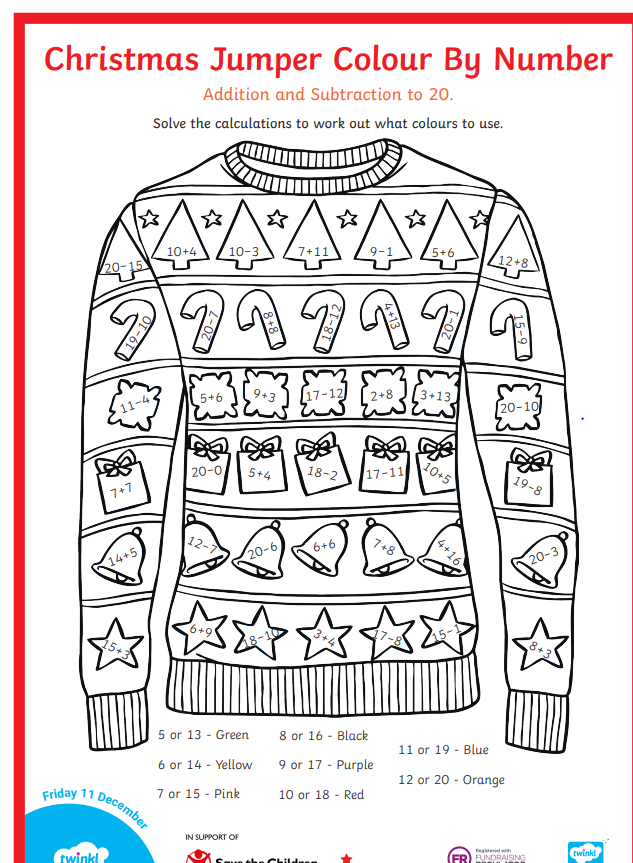 Christmas Jumper Colour By Number
Addition and Subtraction to 20.
Solve the calculations to work out what colours to use.
20-15 10+4 10-3 7+11 9-1 5+6 12+8
19-10 20-7 8+8 18-12 4+13 20-1 15-9
11-4 5+6 9+3 17-12 2+8 3+13 20-10
7+7 20-0 5+4 18-2 17-11 10+5 19-8
14+5 12-7 20-6 6+6 7+8 4+16 20-3
15+3 6+9 18-10 3+4 17-8 15-1 8+3
5 or 13 - Green 8 or 16 - Black 11 or 19 - Blue
6 or 14 - Yellow 9 or 17 - Purple 12 or 20 - Orange
7 or 15 - Pink 10 or 18 - Red
Friday 11 December
twinkl
IN SUPPORT OF
Save the Children
FR Registered with
FUNDRAISING
REGULATOR
twinkl